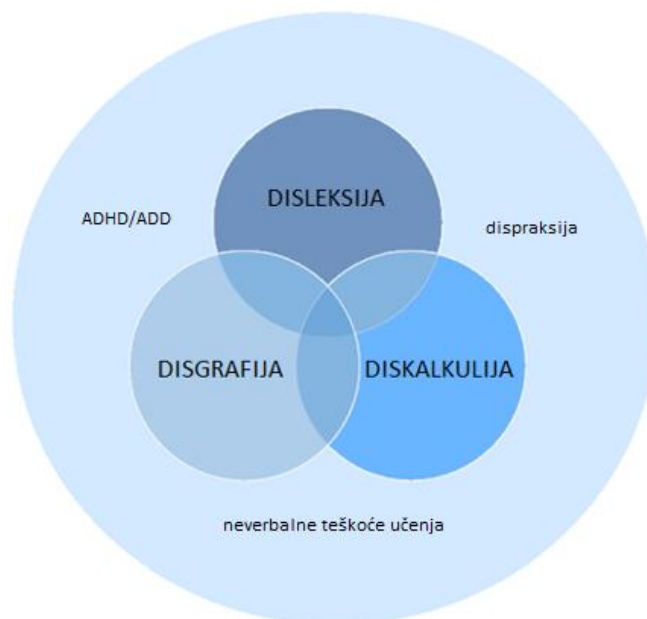 DISLEKSIJA
ADHD/ADD
dispraksija
DISGRAFIJA
DISKALKULIJA
neverbalne teškoće učenja